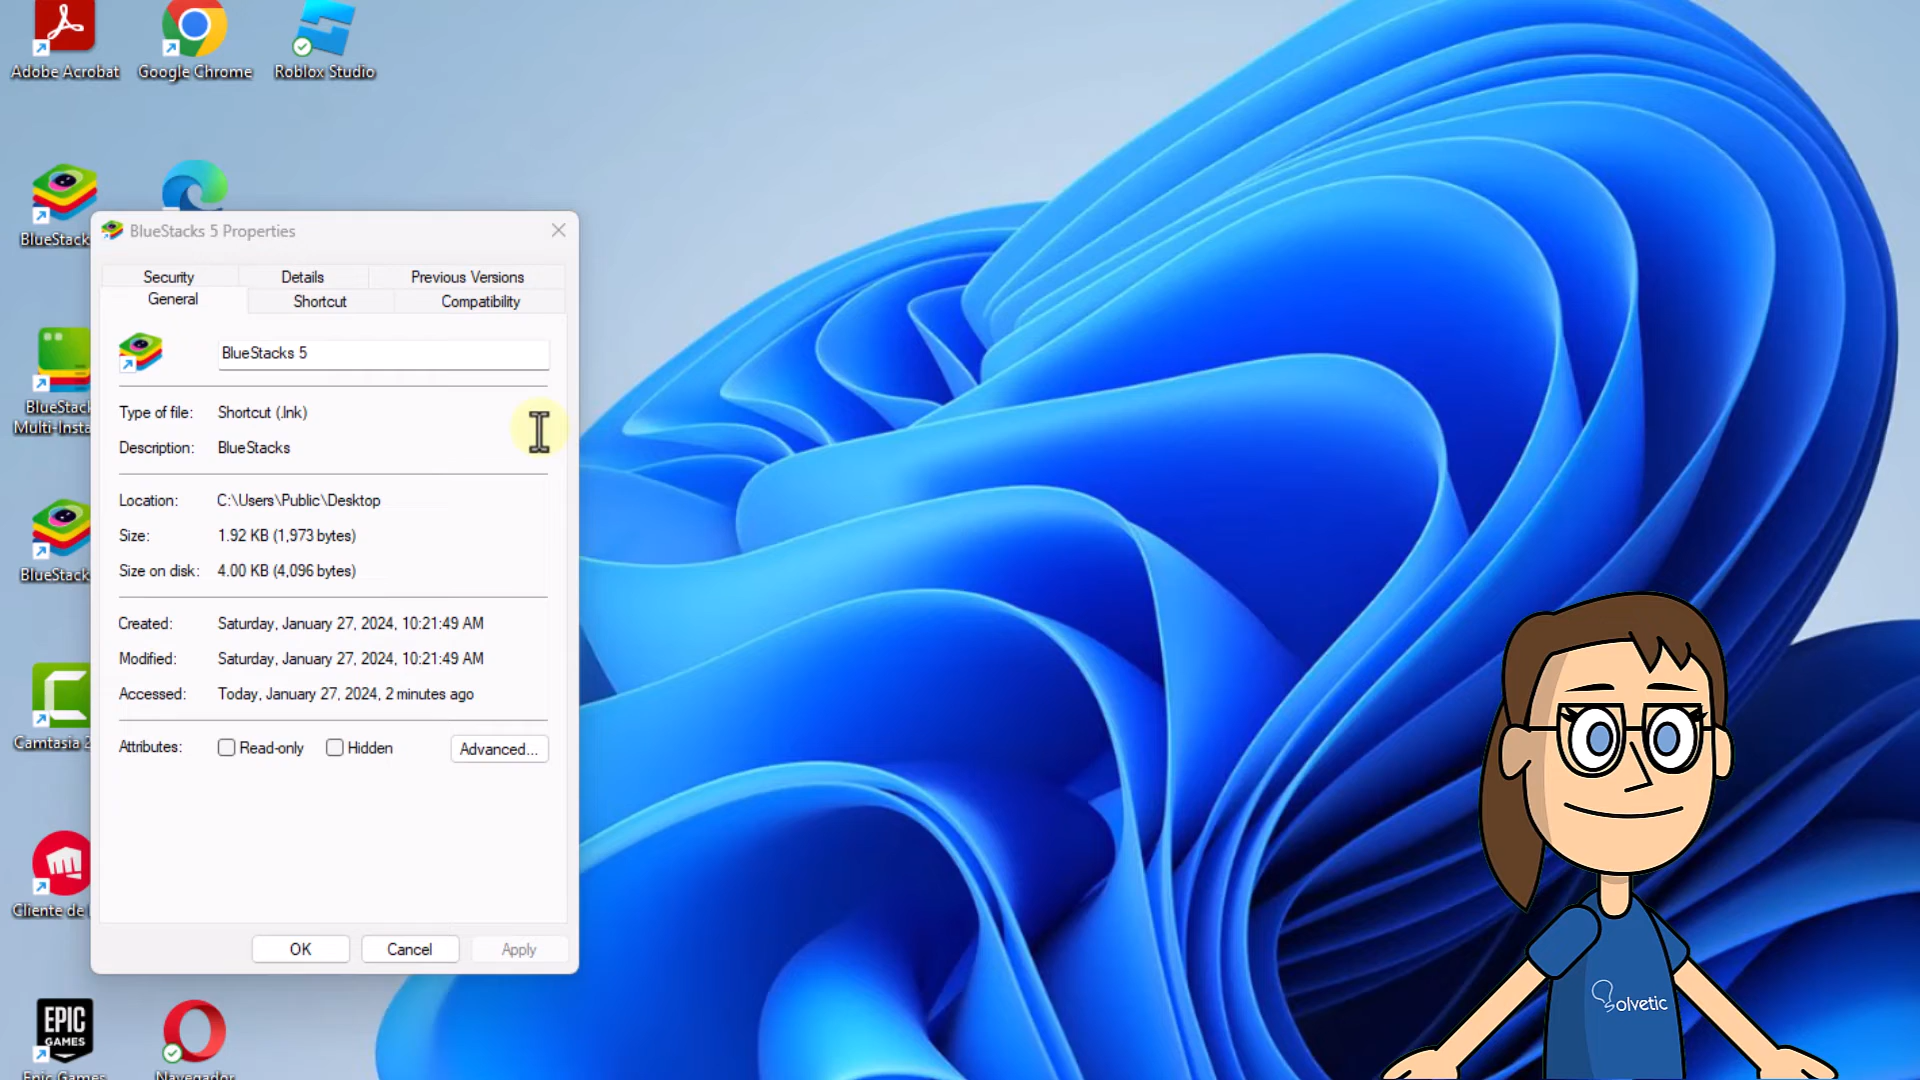 Adobe Acrobat
Google Chrome
Roblox Studio
BlueStack
BlueStacks 5 Properties
Security
Details
Previous Versions
General
Shortcut
Compatibility
BlueStacks 5
Type of file: Shortcut (.lnk)
Description: BlueStacks
BlueStack
Multi-Insta
Location: C:\Users\Public\Desktop
Size: 1.92 KB (1,973 bytes)
Size on disk: 4.00 KB (4,096 bytes)
BlueStack
Created: Saturday, January 27, 2024, 10:21:49 AM
Modified: Saturday, January 27, 2024, 10:21:49 AM
Accessed: Today, January 27, 2024, 2 minutes ago
Camtasia 2
Attributes: Read-only Hidden Advanced...
Cliente de
OK
Cancel
Apply
EPIC
GAMES
Epic Games
Navegador
solvetic